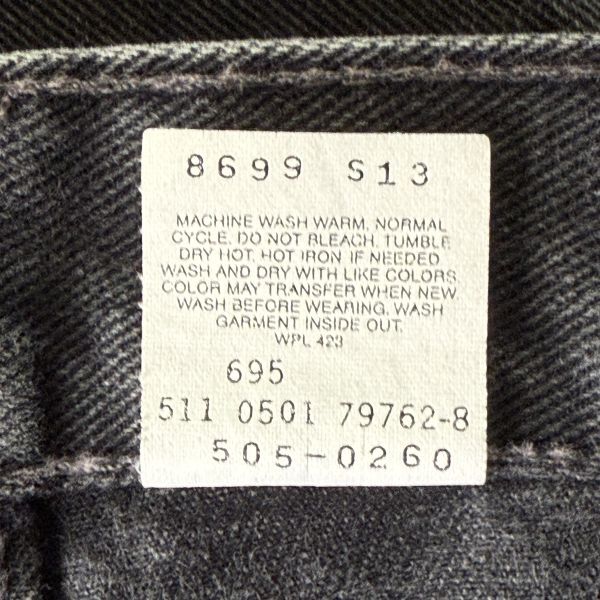 8699 S13
MACHINE WASH WARM, NORMAL
CYCLE. DO NOT BLEACH. TUMBLE
DRY HOT. HOT IRON IF NEEDED
WASH AND DRY WITH LIKE COLORS
COLOR MAY TRANSFER WHEN NEW.
WASH BEFORE WEARING. WASH
GARMENT INSIDE OUT.
WPL 423
695
511 0501 79762-8
505-0260